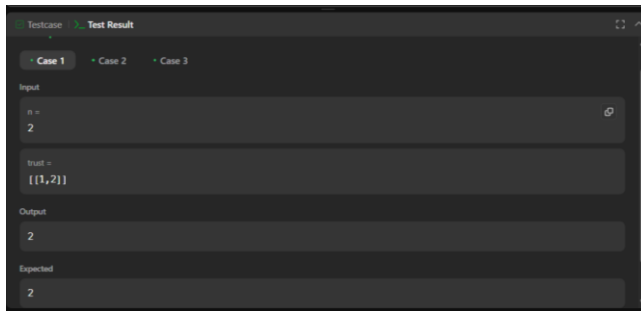 Testcase >_ Test Result
Case 1 Case 2 Case 3
Input
n =
2
trust =
[[1,2]]
Output
2
Expected
2